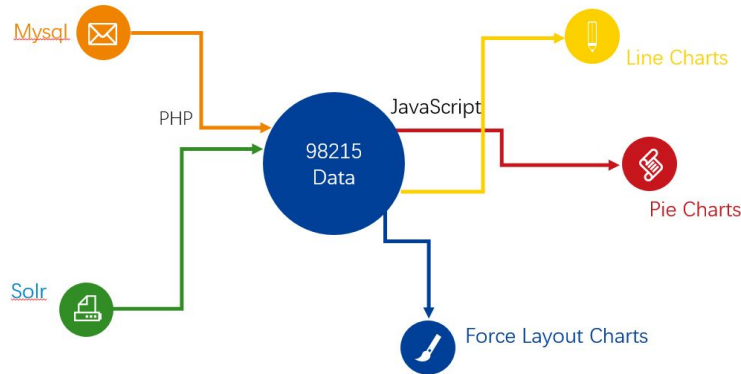 Mysql
Line Charts
PHP
JavaScript
98215
Data
Pie Charts
Solr
Force Layout Charts